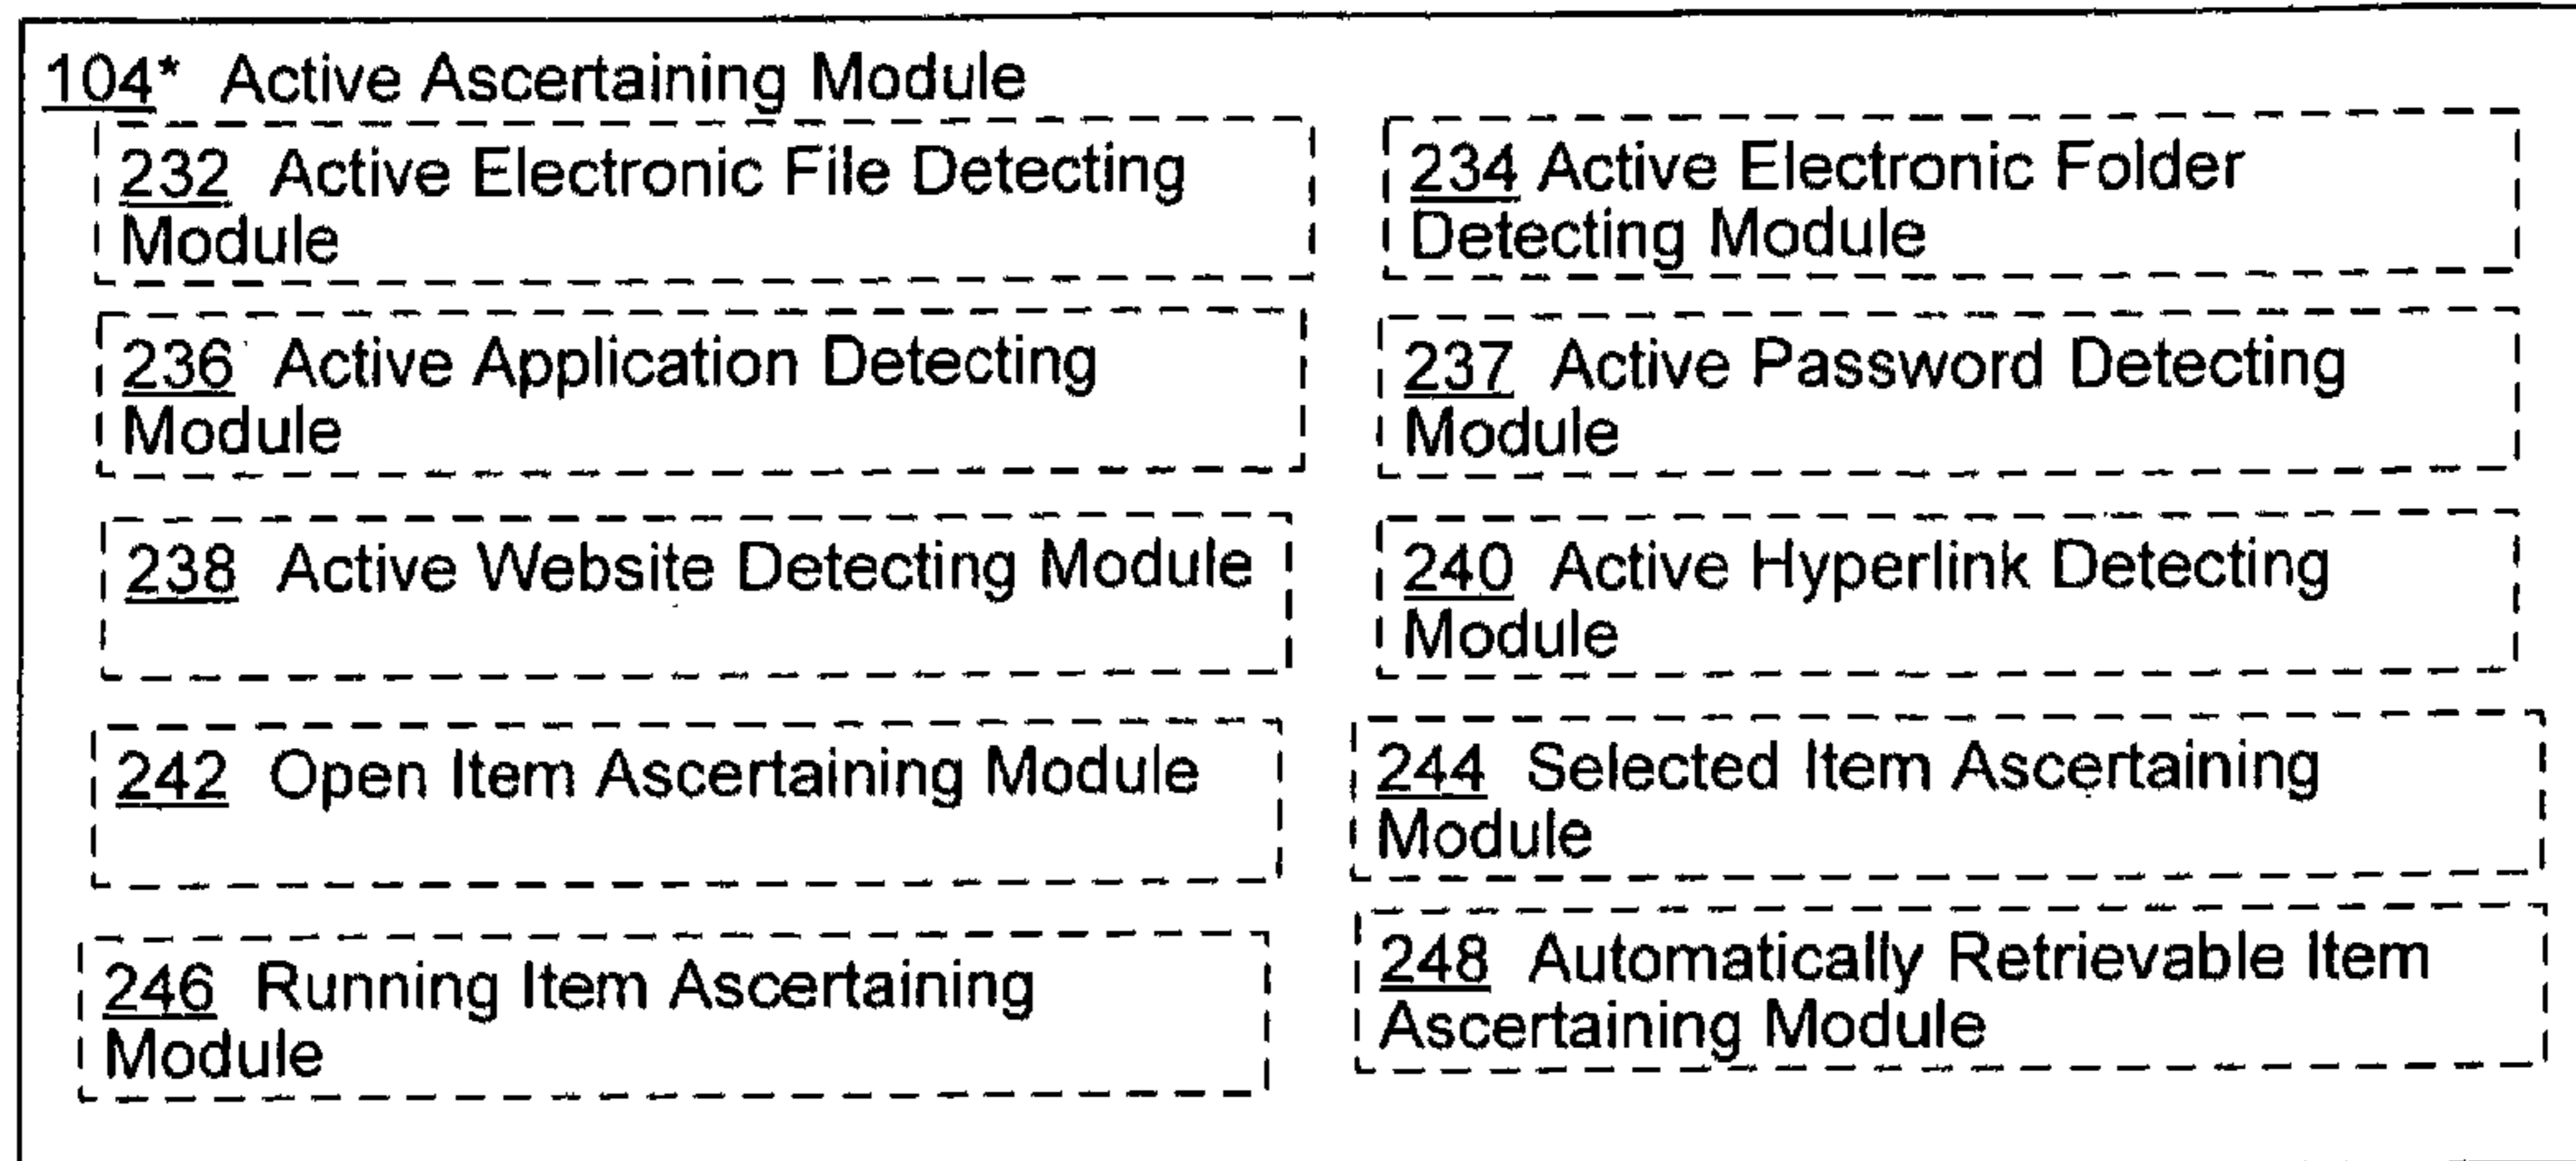 104* Active Ascertaining Module
232 Active Electronic File Detecting
Module
234 Active Electronic Folder
Detecting Module
236 Active Application Detecting
Module
237 Active Password Detecting
Module
238 Active Website Detecting Module
240 Active Hyperlink Detecting
Module
242 Open Item Ascertaining Module
244 Selected Item Ascertaining
Module
246 Running Item Ascertaining
Module
248 Automatically Retrievable Item
Ascertaining Module